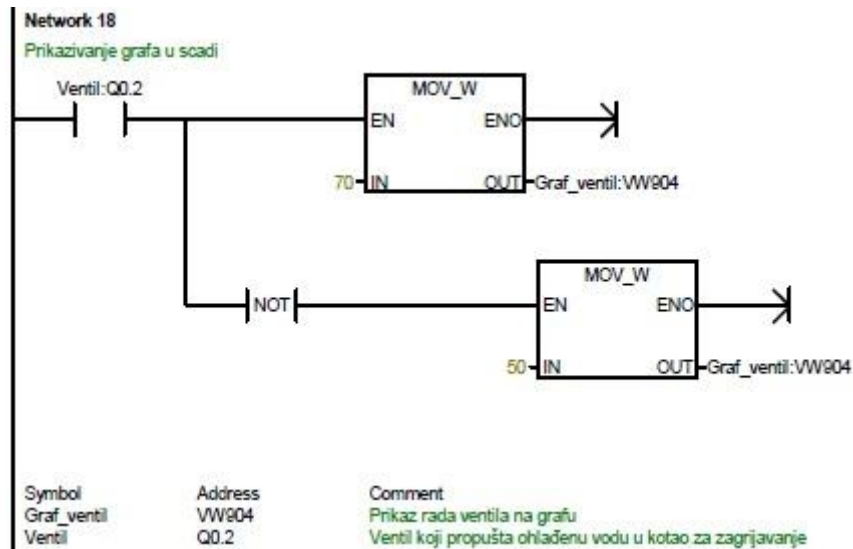 Network 18
Prikazivanje grafa u scadi
Ventil:Q0.2
MOV_W
EN ENO
70 IN OUT Graf_ventil:VW904
MOV_W
NOT EN ENO
50 IN OUT Graf_ventil:VW904
Symbol Address Comment
Graf_ventil VW904 Prikaz rada ventila na grafu
Ventil Q0.2 Ventil koji propušta ohlađenu vodu u kotao za zagrijavanje